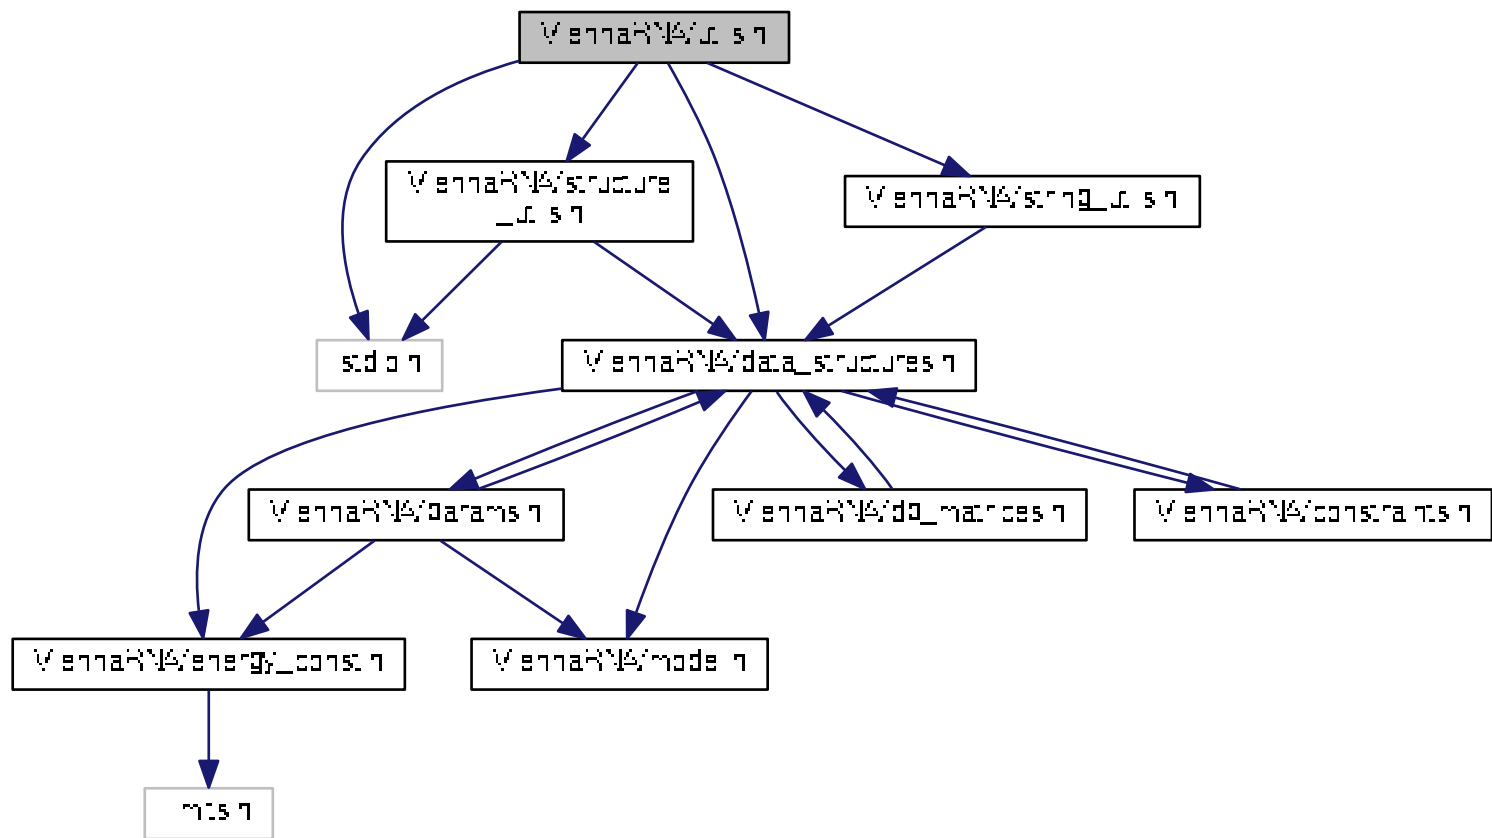 ViennaRNA/utils.h
ViennaRNA/structure
_utils.h
ViennaRNA/string_utils.h
stdio.h
ViennaRNA/data_structures.h
ViennaRNA/params.h
ViennaRNA/dp_matrices.h
ViennaRNA/constraints.h
ViennaRNA/energy_const.h
ViennaRNA/model.h
limits.h